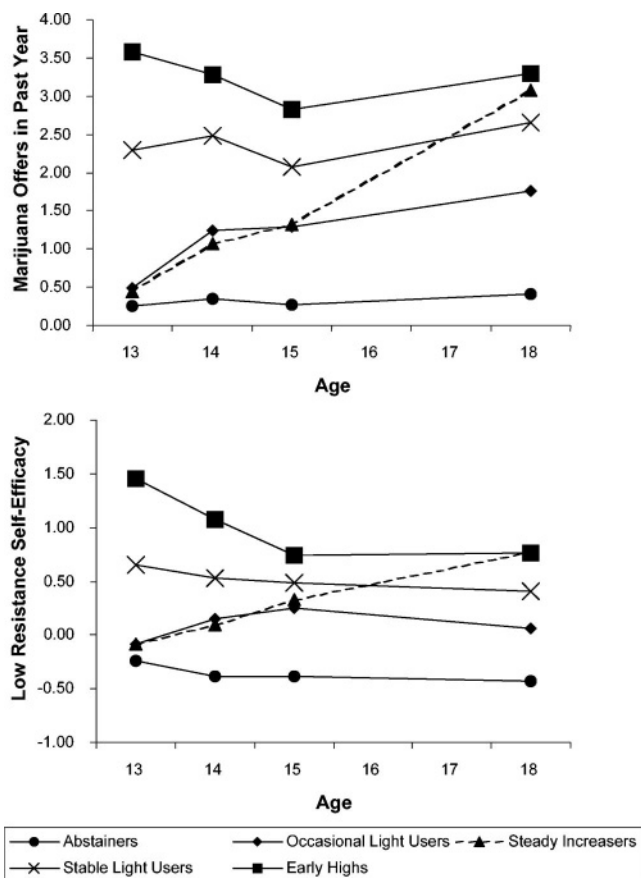 4.00
3.50
3.00
2.50
2.00
1.50
1.00
0.50
0.00
Marijuana Offers in Past Year
13 14 15 16 17 18
Age
2.00
1.50
1.00
0.50
0.00
-0.50
-1.00
Low Resistance Self-Efficacy
13 14 15 16 17 18
Age
Abstainers Occasional Light Users Steady Increasers
Stable Light Users Early Highs